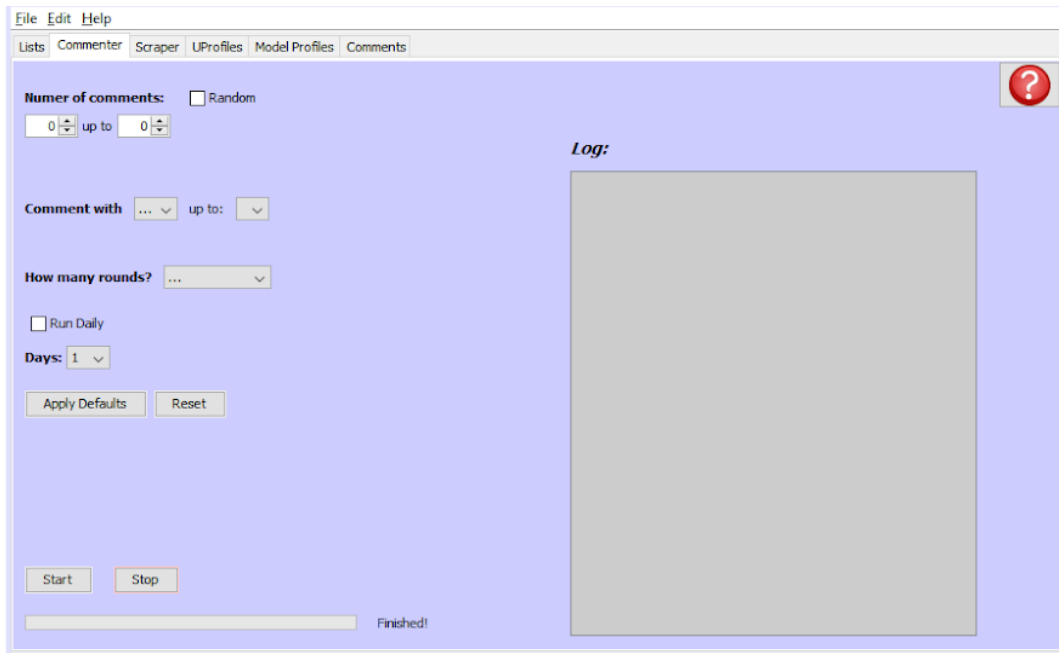 File Edit Help
Lists Commenter Scraper UProfiles Model Profiles Comments
Numer of comments: Random
0 up to 0
Log:
Comment with ... up to:
How many rounds? ...
Run Daily
Days: 1
Apply Defaults Reset
Start Stop
Finished!
?